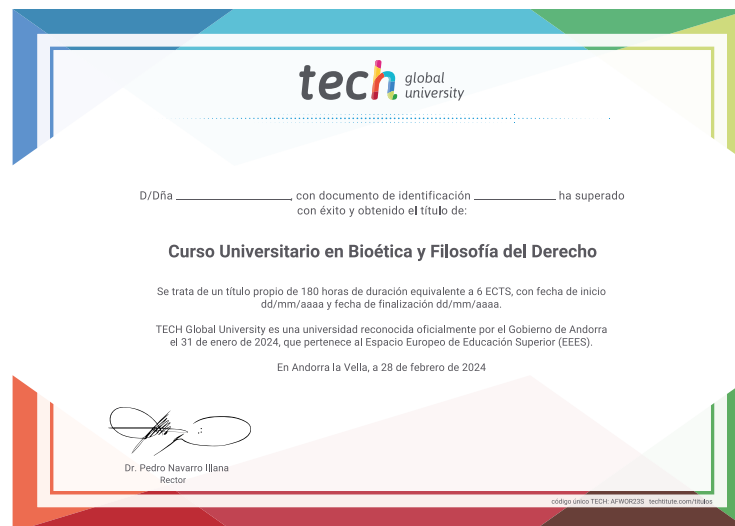 tech global university
D/Dña ______________, con documento de identificación __________ ha superado
con éxito y obtenido el título de:
Curso Universitario en Bioética y Filosofía del Derecho
Se trata de un título propio de 180 horas de duración equivalente a 6 ECTS, con fecha de inicio
dd/mm/aaaa y fecha de finalización dd/mm/aaaa.
TECH Global University es una universidad reconocida oficialmente por el Gobierno de Andorra
el 31 de enero de 2024, que pertenece al Espacio Europeo de Educación Superior (EEES).
En Andorra la Vella, a 28 de febrero de 2024
Dr. Pedro Navarro Illana
Rector
código único TECH: AFWOR23S techtitute.com/titulos